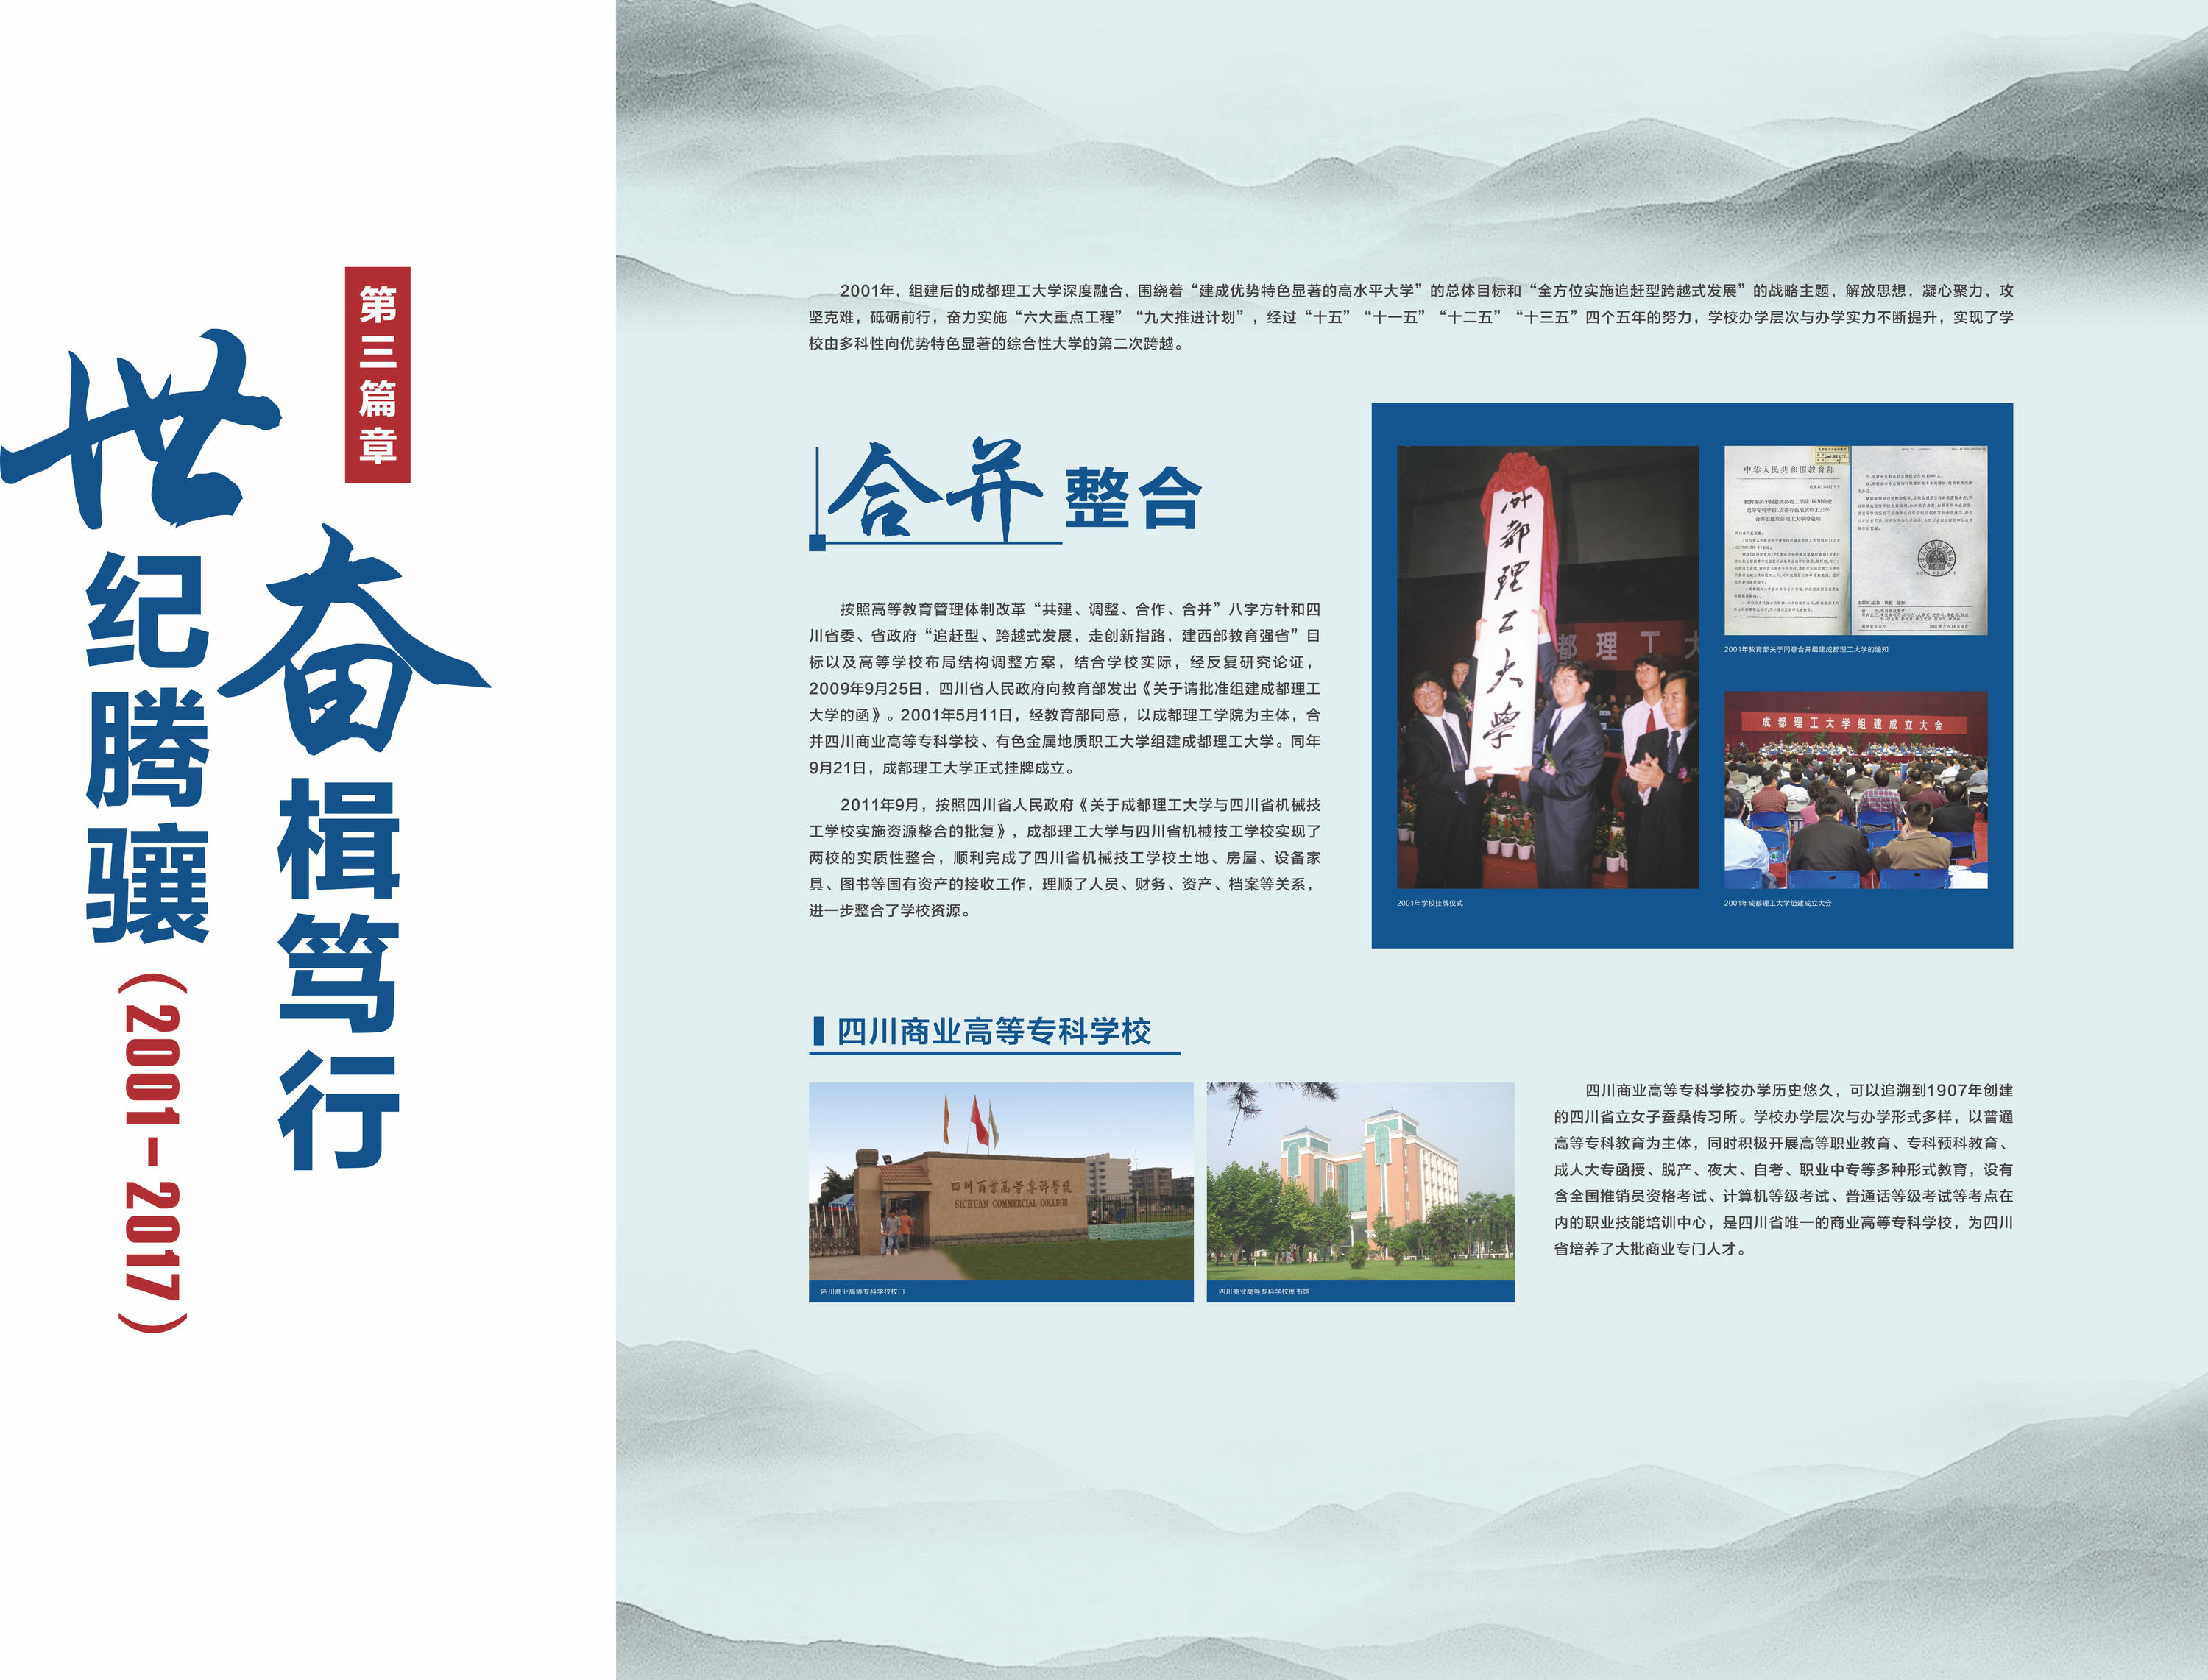 第三篇章
奋楫笃行
世纪腾骧
（2001-2017）
2001年，组建后的成都理工大学深度融合，围绕着“建成优势特色显著的高水平大学”的总体目标和“全方位实施追赶型跨越式发展”的战略主题，解放思想，凝心聚力，攻
坚克难，砥砺前行，奋力实施“六大重点工程”“九大推进计划”，经过“十五”“十一五”“十二五”“十三五”四个五年的努力，学校办学层次与办学实力不断提升，实现了学
校由多科性向优势特色显著的综合性大学的第二次跨越。
合并整合
按照高等教育管理体制改革“共建、调整、合作、合并”八字方针和四
川省委、省政府“追赶型、跨越式发展，走创新指路，建西部教育强省”目
标以及高等学校布局结构调整方案，结合学校实际，经反复研究论证，
2009年9月25日，四川省人民政府向教育部发出《关于请批准组建成都理工
大学的函》。2001年5月11日，经教育部同意，以成都理工学院为主体，合
并四川商业高等专科学校、有色金属地质职工大学组建成都理工大学。同年
9月21日，成都理工大学正式挂牌成立。
2011年9月，按照四川省人民政府《关于成都理工大学与四川省机械技
工学校实施资源整合的批复》，成都理工大学与四川省机械技工学校实现了
两校的实质性整合，顺利完成了四川省机械技工学校土地、房屋、设备家
具、图书等国有资产的接收工作，理顺了人员、财务、资产、档案等关系，
进一步整合了学校资源。
成都理工大学
都理工大
2001年学校挂牌仪式
中华人民共和国教育部
教育部关于同意成都理工学院、四川商业
高等专科学校、
合并组建成都理工大学的通知
2001年教育部关于同意合并组建成都理工大学的通知
成都理工大学组建成立大会
2001年成都理工大学组建成立大会
四川商业高等专科学校
四川商业高等专科学校
SICHUAN COMMERCIAL COLLEGE
四川商业高等专科学校校门
四川商业高等专科学校图书馆
四川商业高等专科学校办学历史悠久，可以追溯到1907年创建
的四川省立女子蚕桑传习所。学校办学层次与办学形式多样，以普通
高等专科教育为主体，同时积极开展高等职业教育、专科预科教育、
成人大专函授、脱产、夜大、自考、职业中专等多种形式教育，设有
含全国推销员资格考试、计算机等级考试、普通话等级考试等考点在
内的职业技能培训中心，是四川省唯一的商业高等专科学校，为四川
省培养了大批商业专门人才。